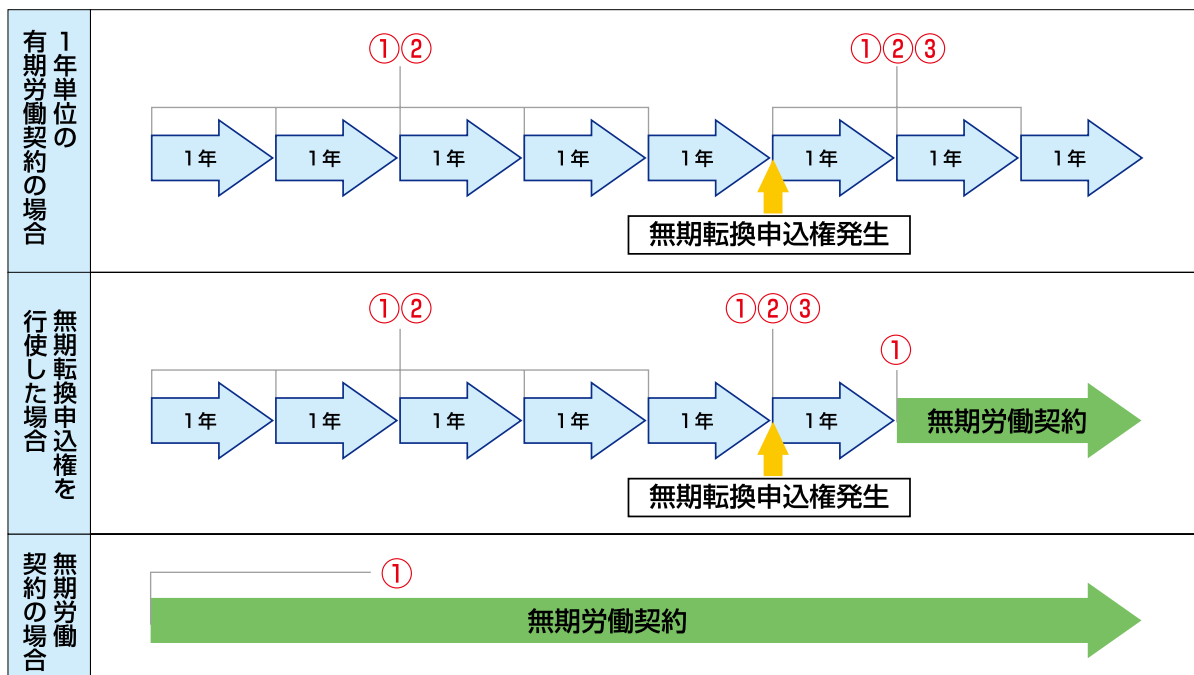 1年単位の
有期労働契約の場合
①②
①②③
1年 1年 1年 1年 1年 1年 1年 1年
無期転換申込権発生
無期転換申込権を
行使した場合
①②
①②③
①
1年 1年 1年 1年 1年 1年 無期労働契約
無期転換申込権発生
無期労働
契約の場合
①
無期労働契約